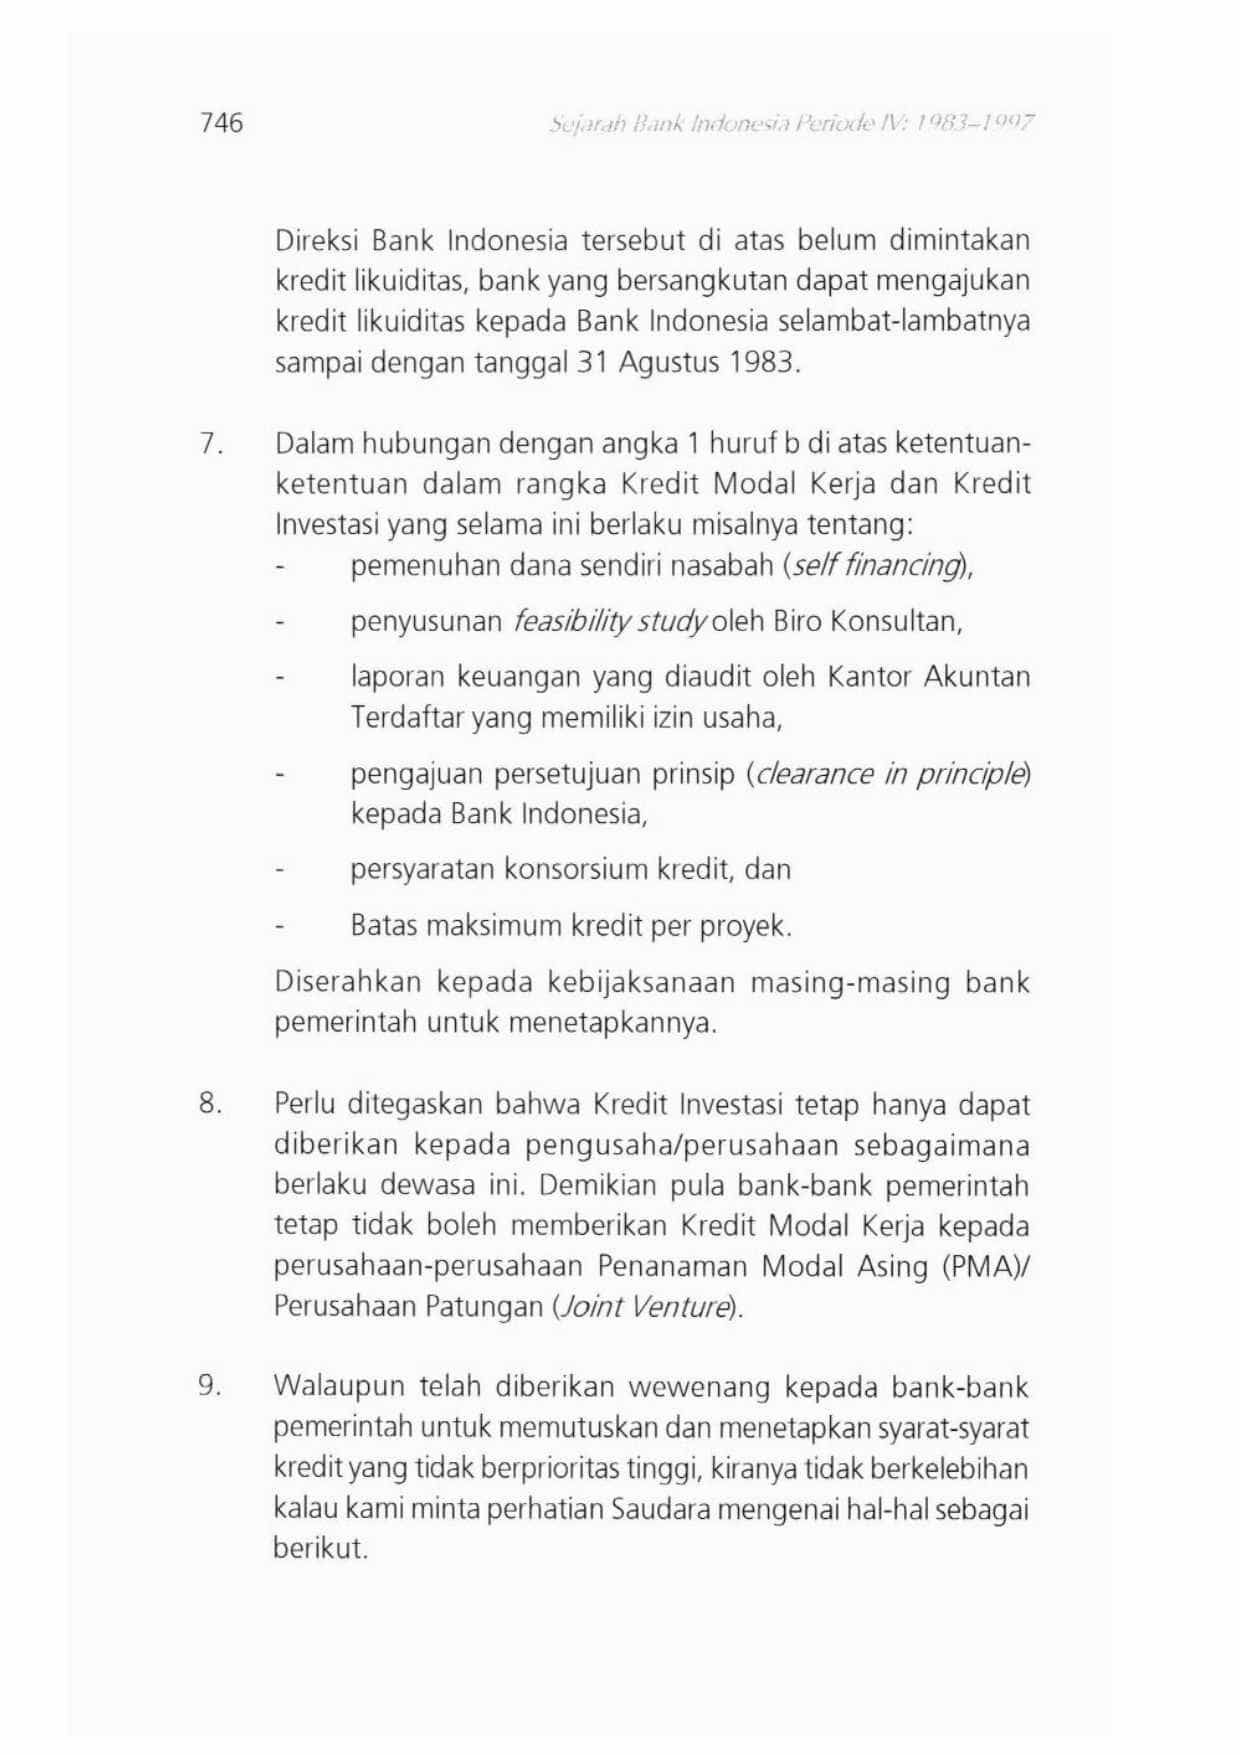 746
Sejarah Bank Indonesia Periode IV: 1983–1997
Direksi Bank Indonesia tersebut di atas belum dimintakan
kredit likuiditas, bank yang bersangkutan dapat mengajukan
kredit likuiditas kepada Bank Indonesia selambat-lambatnya
sampai dengan tanggal 31 Agustus 1983.
7. Dalam hubungan dengan angka 1 huruf b di atas ketentuan-
ketentuan dalam rangka Kredit Modal Kerja dan Kredit
Investasi yang selama ini berlaku misalnya tentang:
- pemenuhan dana sendiri nasabah (self financing),
- penyusunan feasibility study oleh Biro Konsultan,
- laporan keuangan yang diaudit oleh Kantor Akuntan
Terdaftar yang memiliki izin usaha,
- pengajuan persetujuan prinsip (clearance in principle)
kepada Bank Indonesia,
- persyaratan konsorsium kredit, dan
- Batas maksimum kredit per proyek.
Diserahkan kepada kebijaksanaan masing-masing bank
pemerintah untuk menetapkannya.
8. Perlu ditegaskan bahwa Kredit Investasi tetap hanya dapat
diberikan kepada pengusaha/perusahaan sebagaimana
berlaku dewasa ini. Demikian pula bank-bank pemerintah
tetap tidak boleh memberikan Kredit Modal Kerja kepada
perusahaan-perusahaan Penanaman Modal Asing (PMA)/
Perusahaan Patungan (Joint Venture).
9. Walaupun telah diberikan wewenang kepada bank-bank
pemerintah untuk memutuskan dan menetapkan syarat-syarat
kredit yang tidak berprioritas tinggi, kiranya tidak berkelebihan
kalau kami minta perhatian Saudara mengenai hal-hal sebagai
berikut.